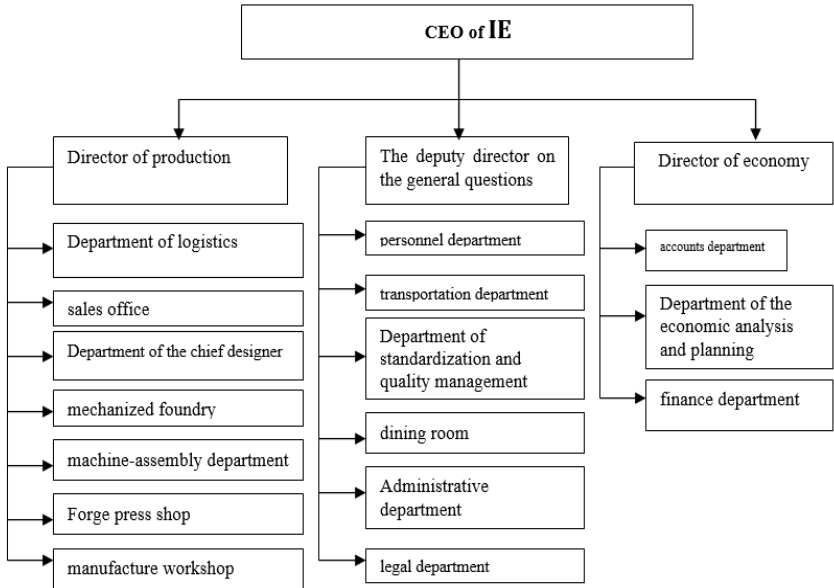 CEO of IE
Director of production
Department of logistics
sales office
Department of the chief designer
mechanized foundry
machine-assembly department
Forge press shop
manufacture workshop
The deputy director on
the general questions
personnel department
transportation department
Department of
standardization and
quality management
dining room
Administrative
department
legal department
Director of economy
accounts department
Department of the
economic analysis
and planning
finance department